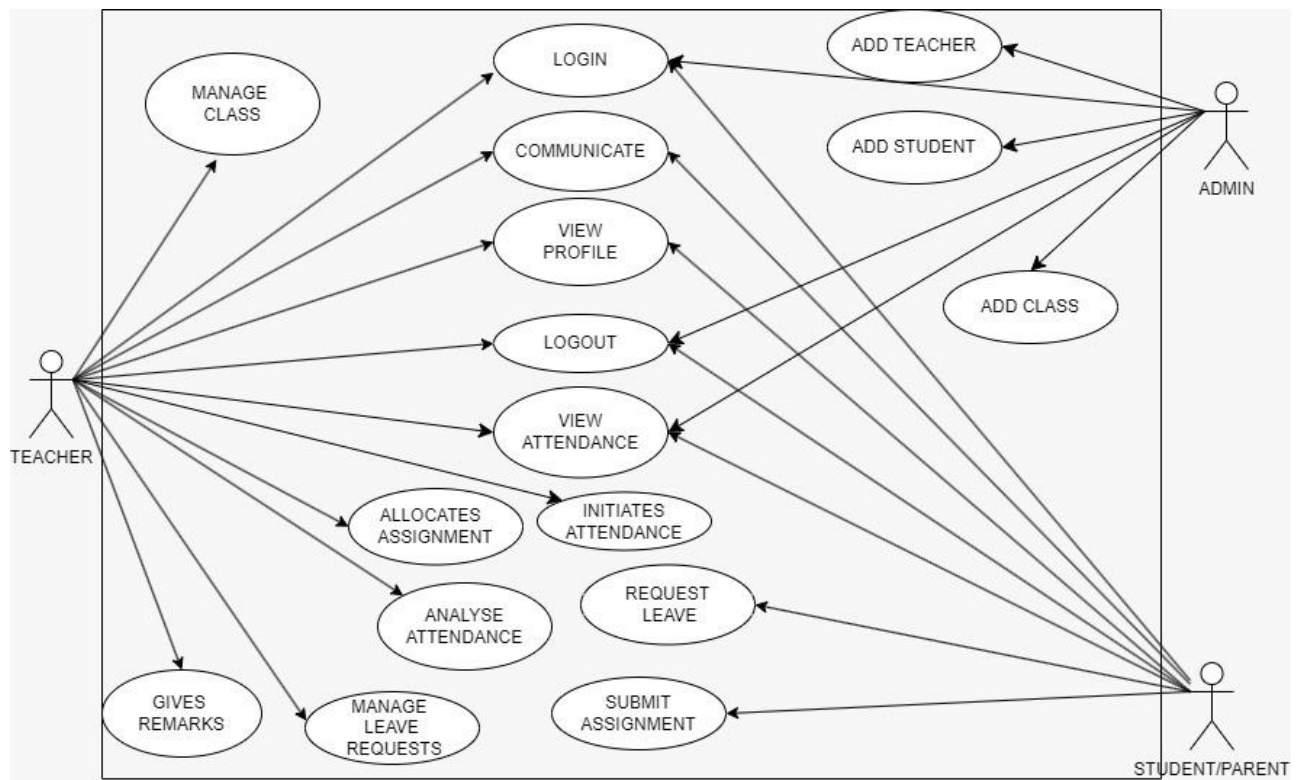 LOGIN
ADD TEACHER
MANAGE
CLASS
COMMUNICATE
ADD STUDENT
ADMIN
VIEW
PROFILE
ADD CLASS
LOGOUT
VIEW
ATTENDANCE
TEACHER
ALLOCATES
ASSIGNMENT
INITIATES
ATTENDANCE
ANALYSE
ATTENDANCE
REQUEST
LEAVE
GIVES
REMARKS
MANAGE
LEAVE
REQUESTS
SUBMIT
ASSIGNMENT
STUDENT/PARENT